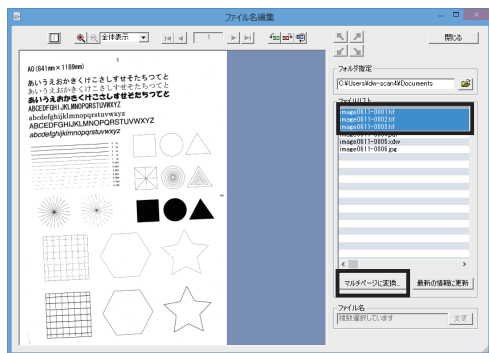 ファイル名編集
全体表示
1
閉じる
A0(841mm×1189mm)
あいうえおかきくけこさしすせそたちつてと
あいうえおかきくけこさしすせそたちつてと
あいうえおかきくけこさしすせそたちつてと
ABCDEFGHIJKLMNOPQRSTUVWXYZ
abcdefghijklmnopqrstuvwxyz
ABCDEFGHIJKLMNOPQRSTUVWXYZ
abcdefghijklmnopqrstuvwxyz
フォルダ指定
C:¥Users¥dw-scan4¥Documents
ファイルリスト
image0611-0001.tif
image0611-0002.tif
image0611-0003.tif
image0611-0004.pdf
image0611-0005.xdw
image0611-0006.jpg
マルチページに変換...
最新の情報に更新
ファイル名
複数選択しています
変更